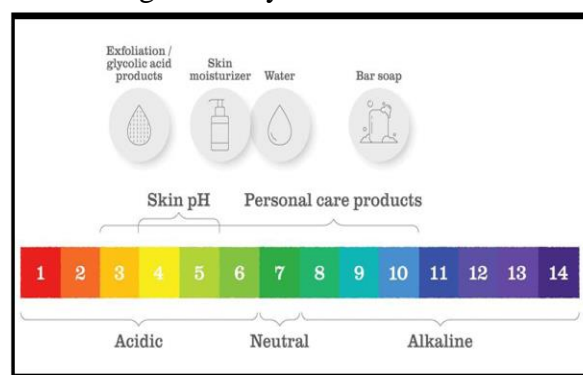 Exfoliation /
glycolic acid
products
Skin
moisturizer
Water
Bar soap
Skin pH
Personal care products
1 2 3 4 5 6 7 8 9 10 11 12 13 14
Acidic
Neutral
Alkaline